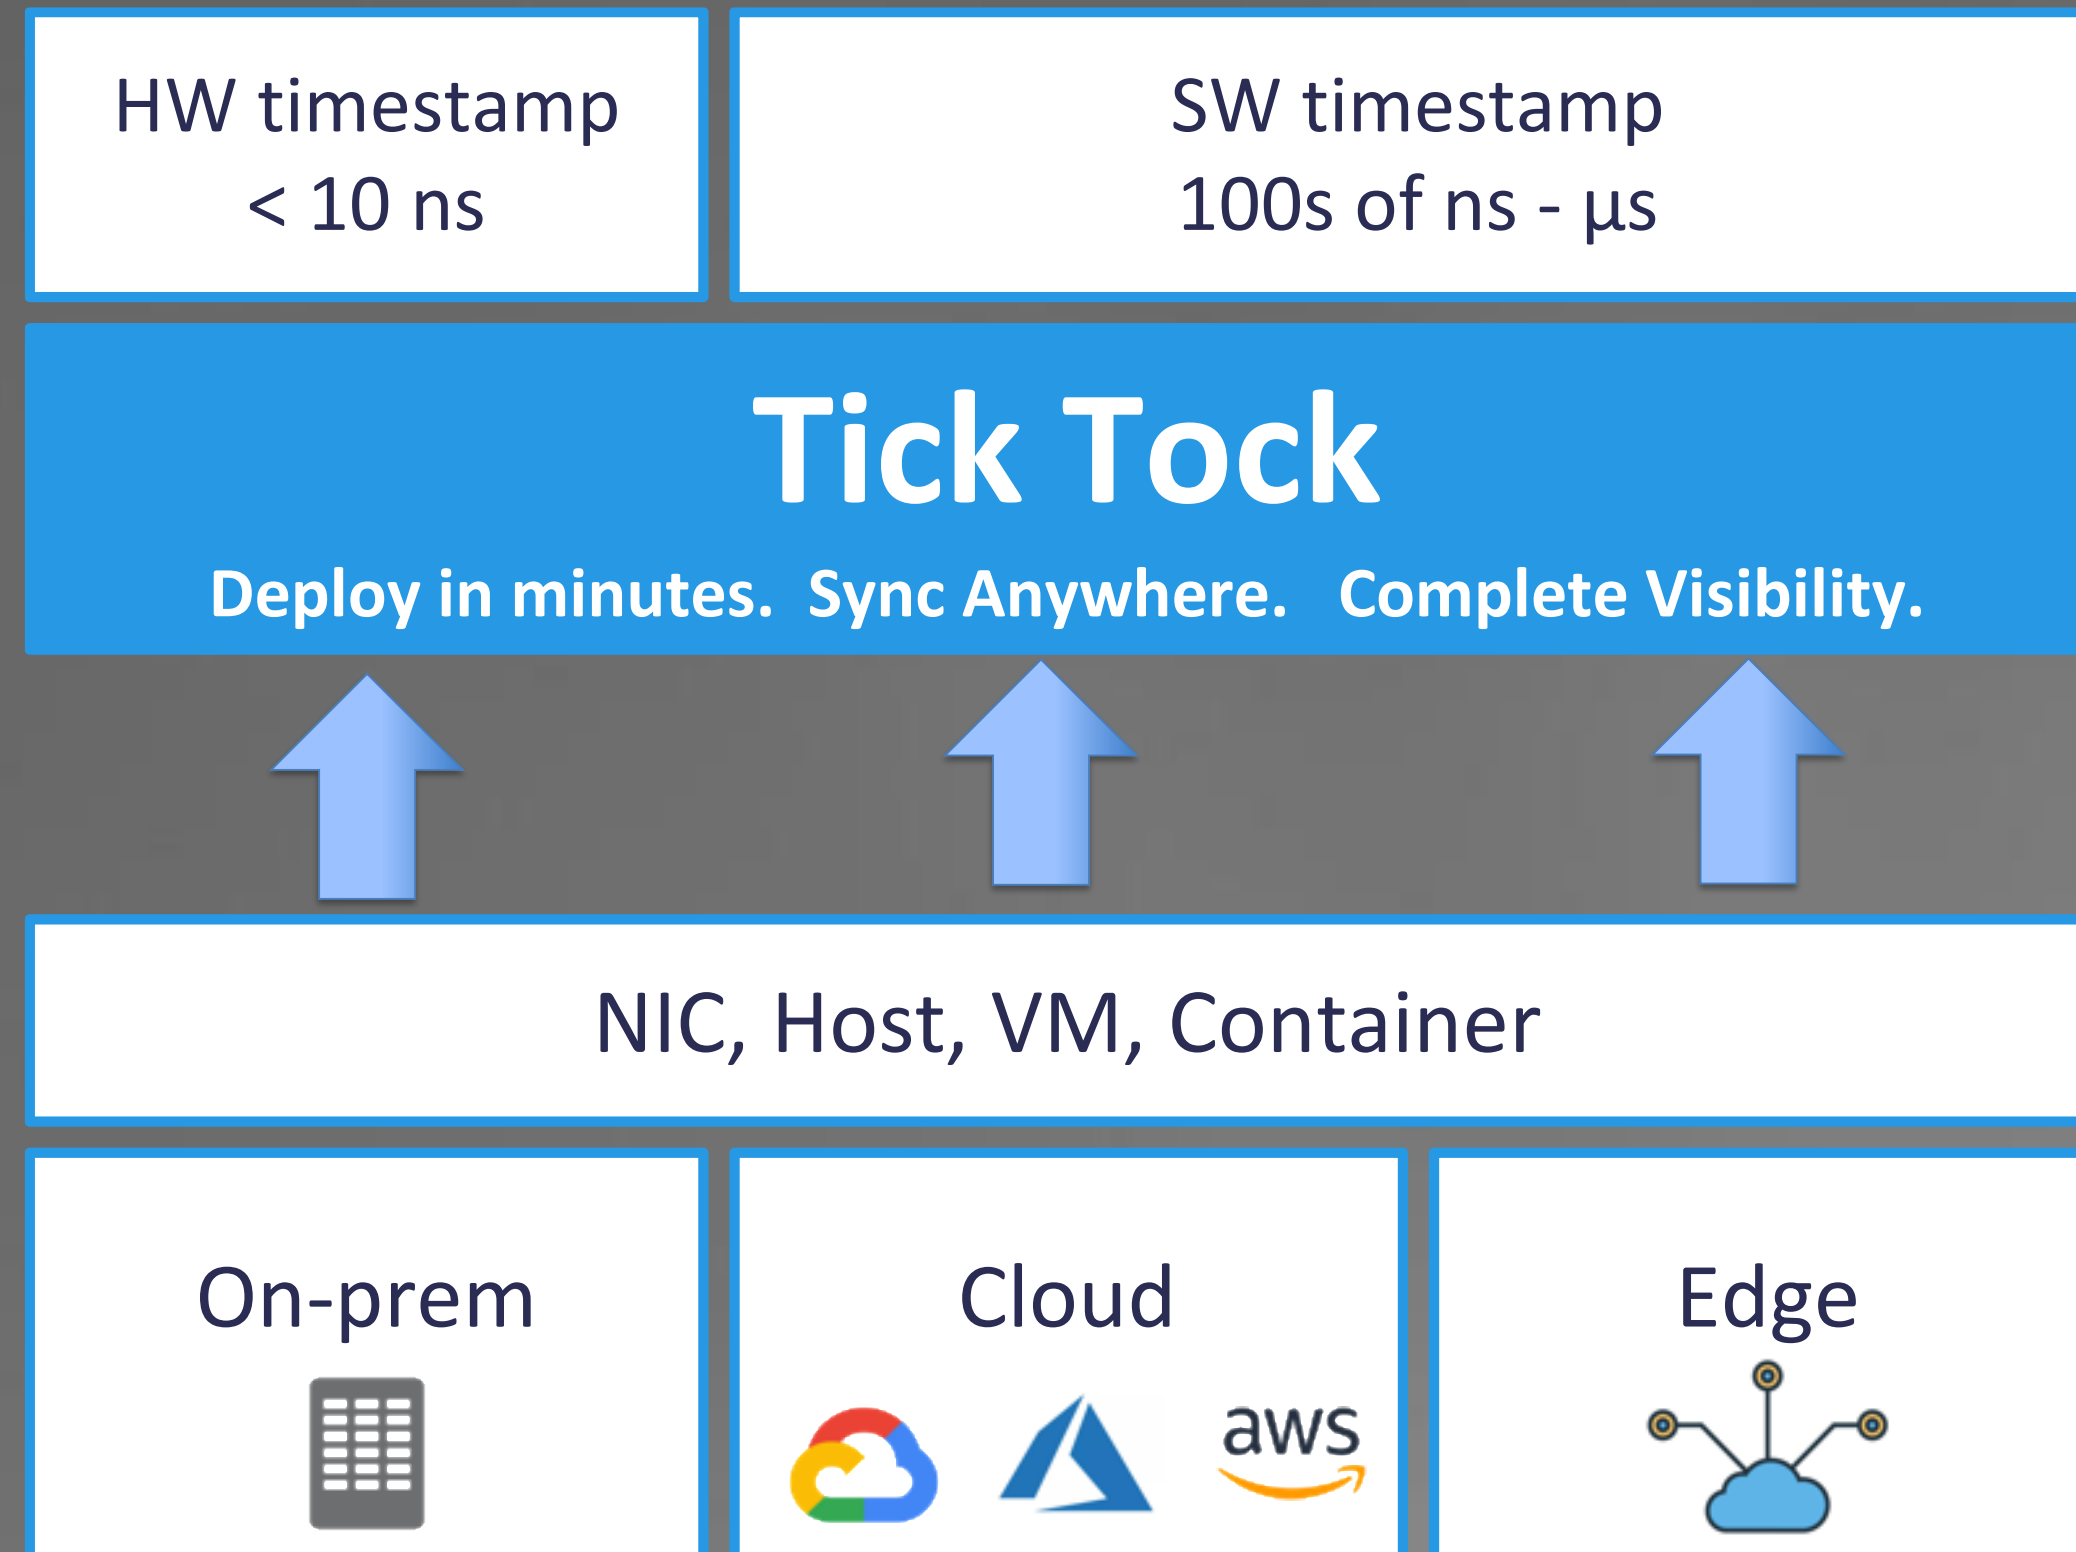 HW timestamp
< 10 ns
SW timestamp
100s of ns - µs
Tick Tock
Deploy in minutes.  Sync Anywhere.   Complete Visibility.
NIC, Host, VM, Container
On-prem
Cloud
aws
Edge